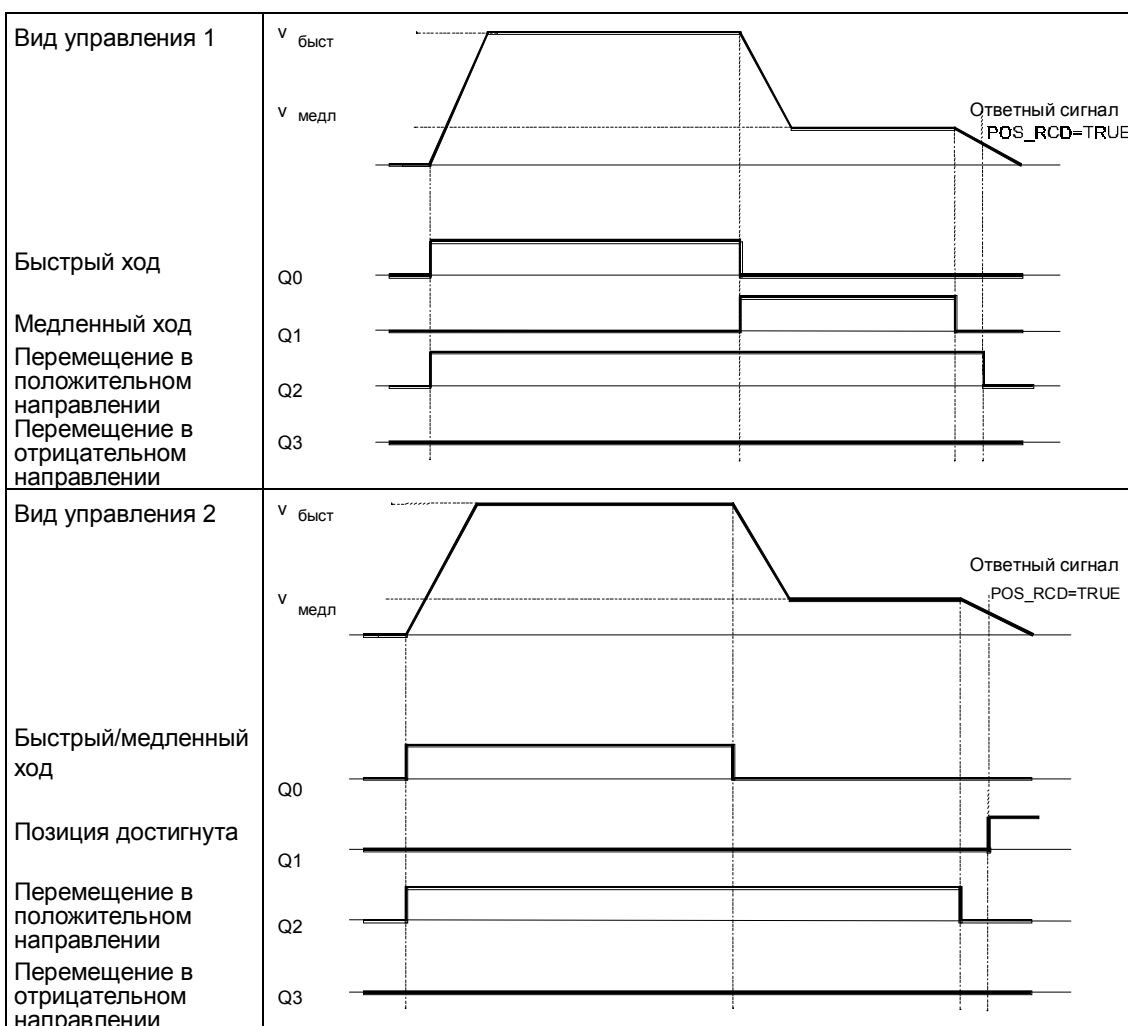 Вид управления 1
v быст
v медл
Ответный сигнал
POS_RCD=TRUE
Быстрый ход
Q0
Медленный ход
Q1
Перемещение в
положительном
направлении
Q2
Перемещение в
отрицательном
направлении
Q3
Вид управления 2
v быст
Ответный сигнал
POS_RCD=TRUE
v медл
Быстрый/медленный
ход
Q0
Позиция достигнута
Q1
Перемещение в
положительном
направлении
Q2
Перемещение в
отрицательном
направлении
Q3